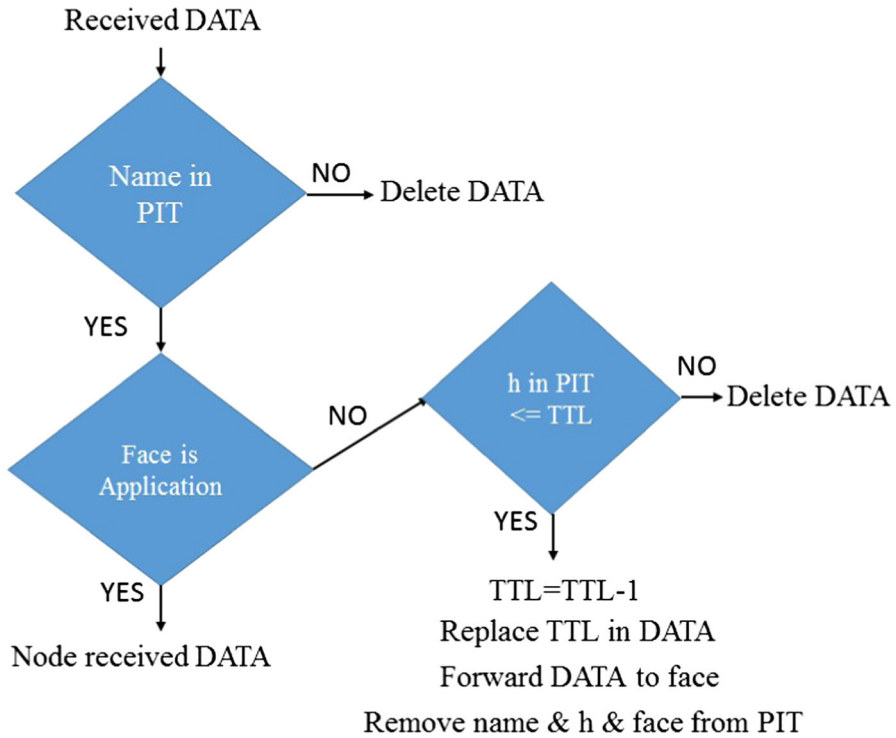 Received DATA
Name in
PIT
NO
Delete DATA
YES
Face is
Application
NO
h in PIT
<= TTL
NO
Delete DATA
YES
Node received DATA
YES
TTL=TTL-1
Replace TTL in DATA
Forward DATA to face
Remove name & h & face from PIT